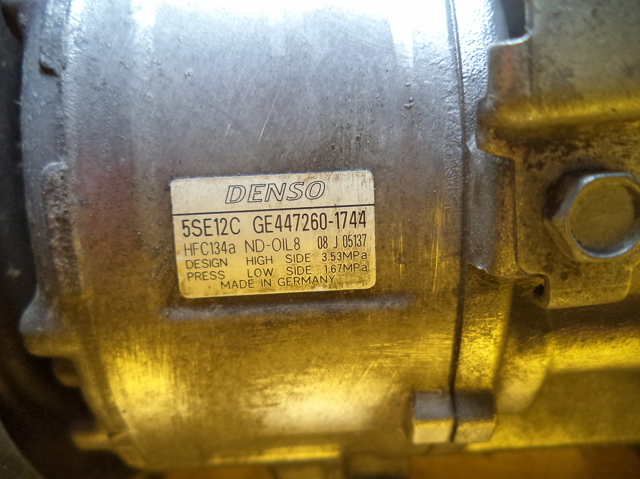 DENSO
5SE12C GE447260-1744
HFC134a ND-OIL8 08 J 05137
DESIGN HIGH SIDE 3.53MPa
PRESS LOW SIDE 1.67MPa
MADE IN GERMANY